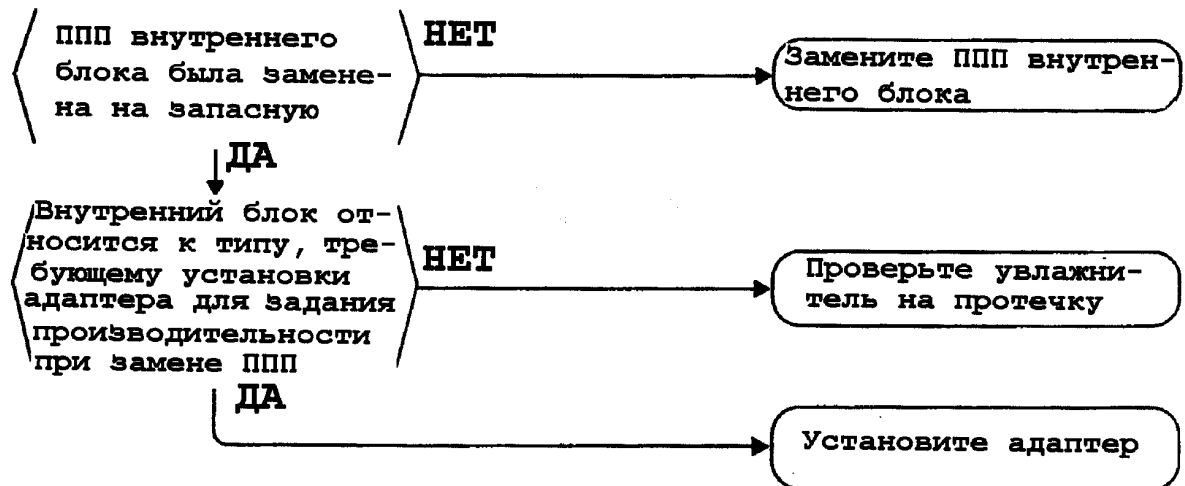 ППП внутреннего
блока была замене-
на на запасную
НЕТ
Замените ППП внутрен-
него блока
ДА
Внутренний блок от-
носится к типу, тре-
бующему установки
адаптера для задания
производительности
при замене ППП
НЕТ
Проверьте увлажни-
тель на протечку
ДА
Установите адаптер